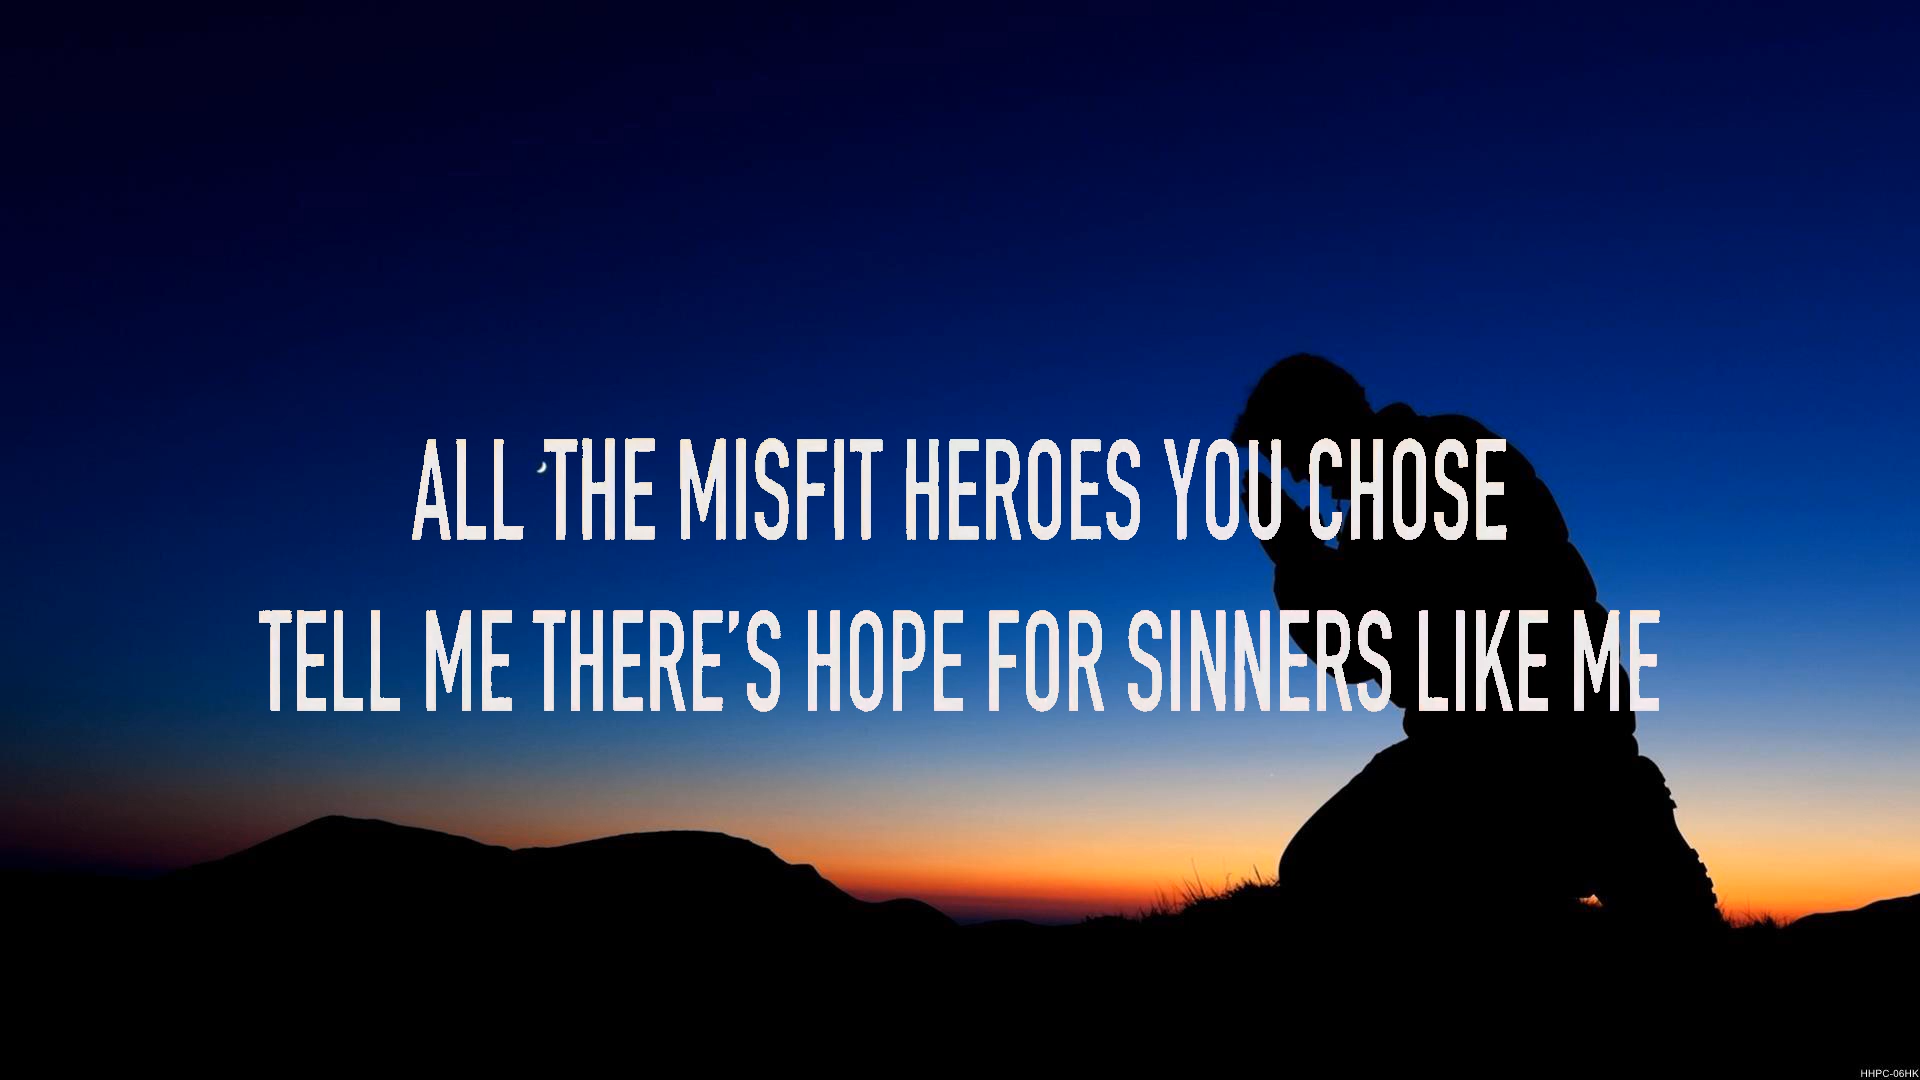 ALL THE MISFIT HEROES YOU CHOSE
TELL ME THERE’S HOPE FOR SINNERS LIKE ME
HHPC-06HK